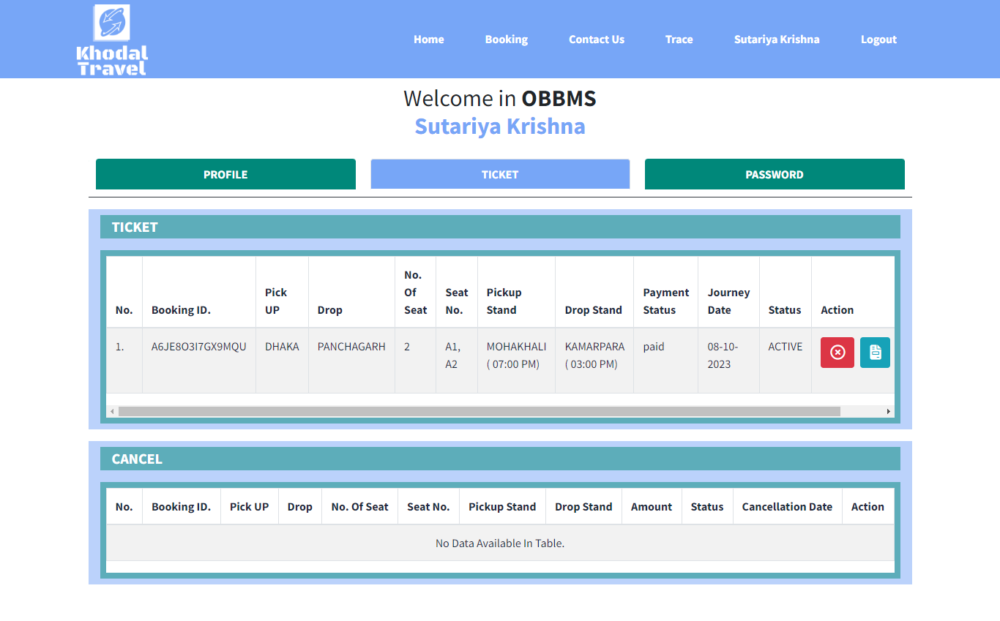 Khodal
Travel
Home Booking Contact Us Trace Sutariya Krishna Logout
Welcome in OBBMS
Sutariya Krishna
PROFILE TICKET PASSWORD
TICKET
No. Booking ID. Pick UP Drop No. Of Seat Seat No. Pickup Stand Drop Stand Payment Status Journey Date Status Action
1. A6JE8O3I7GX9MQU DHAKA PANCHAGARH 2 A1, A2 MOHAKHALI ( 07:00 PM) KAMARPARA ( 03:00 PM) paid 08-10-2023 ACTIVE
CANCEL
No. Booking ID. Pick UP Drop No. Of Seat Seat No. Pickup Stand Drop Stand Amount Status Cancellation Date Action
No Data Available In Table.